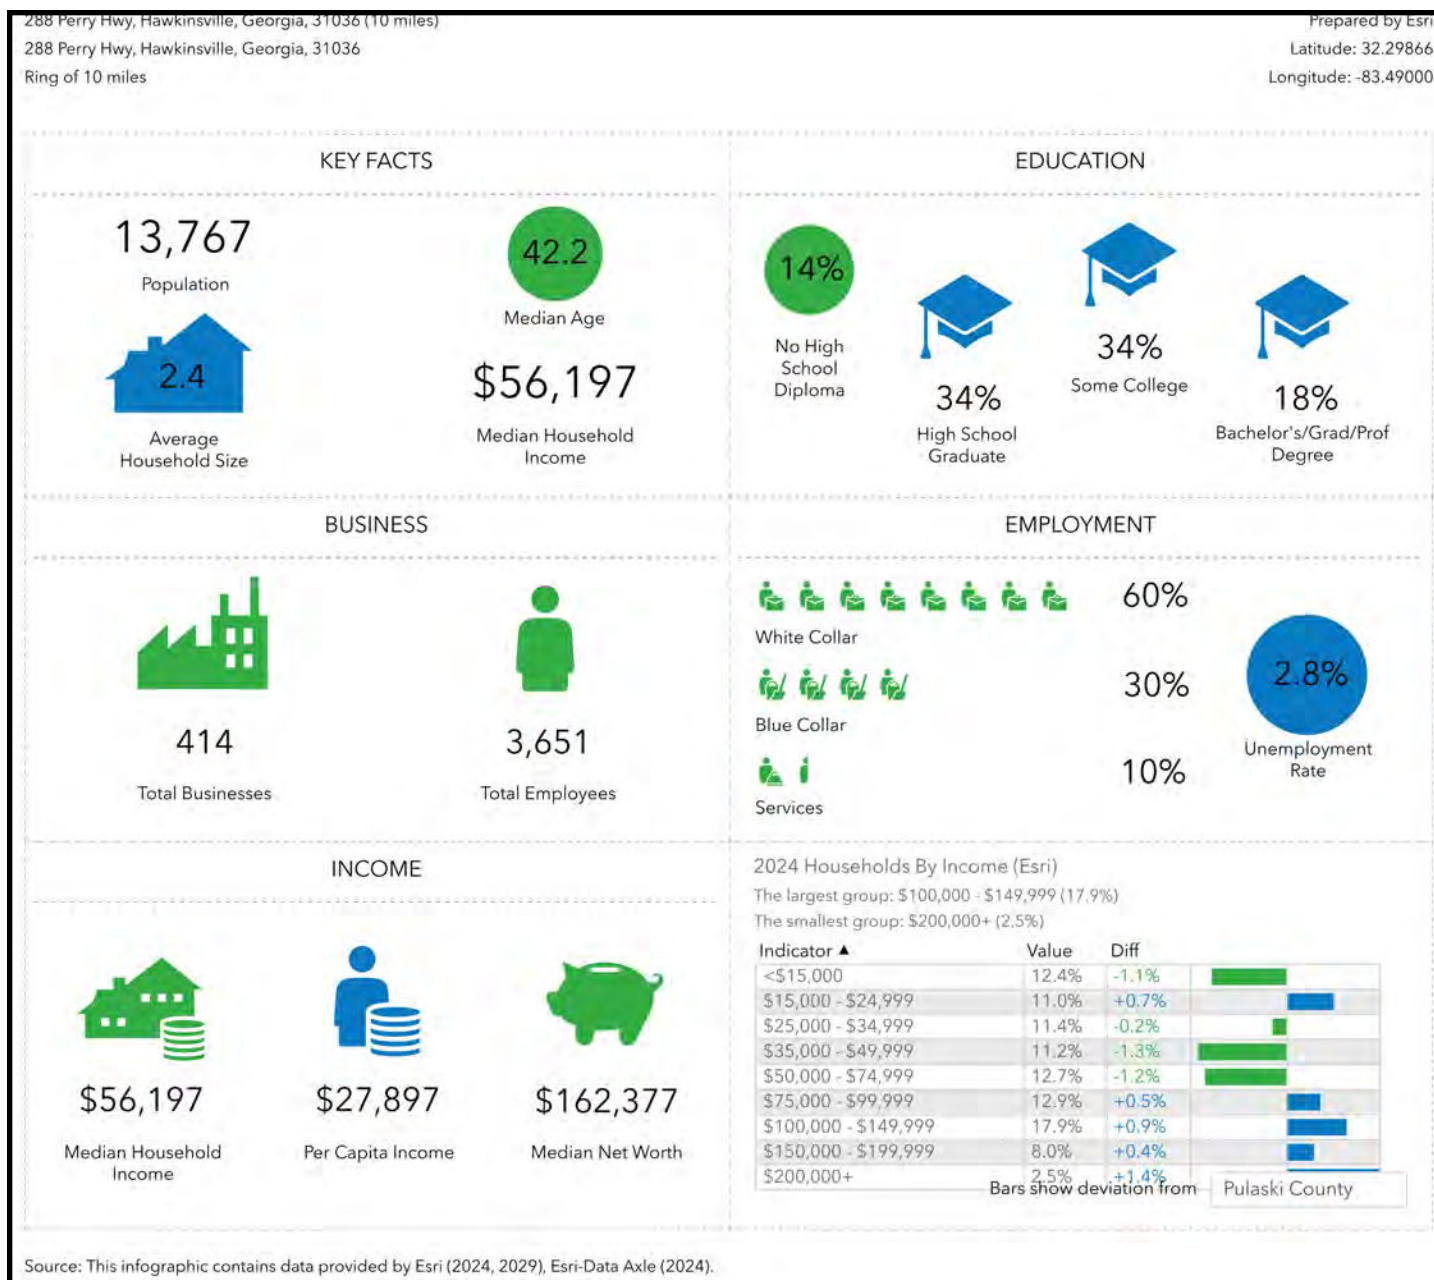 288 Perry Hwy, Hawkinsville, Georgia, 31036 (10 miles)
Prepared by Esri
288 Perry Hwy, Hawkinsville, Georgia, 31036
Latitude: 32.29866
Ring of 10 miles
Longitude: -83.49000
KEY FACTS
13,767
Population
42.2
Median Age
2.4
Average
Household Size
$56,197
Median Household
Income
EDUCATION
14%
No High
School
Diploma
34%
High School
Graduate
34%
Some College
18%
Bachelor's/Grad/Prof
Degree
BUSINESS
414
Total Businesses
3,651
Total Employees
EMPLOYMENT
60%
White Collar
30%
Blue Collar
10%
Services
2.8%
Unemployment
Rate
INCOME
$56,197
Median Household
Income
$27,897
Per Capita Income
$162,377
Median Net Worth
2024 Households By Income (Esri)
The largest group: $100,000 - $149,999 (17.9%)
The smallest group: $200,000+ (2.5%)
Indicator ▲ Value Diff
<$15,000 12.4% -1.1%
$15,000 - $24,999 11.0% +0.7%
$25,000 - $34,999 11.4% -0.2%
$35,000 - $49,999 11.2% -1.3%
$50,000 - $74,999 12.7% -1.2%
$75,000 - $99,999 12.9% +0.5%
$100,000 - $149,999 17.9% +0.9%
$150,000 - $199,999 8.0% +0.4%
$200,000+ 2.5% +1.4%
Bars show deviation from Pulaski County
Source: This infographic contains data provided by Esri (2024, 2029), Esri-Data Axle (2024).